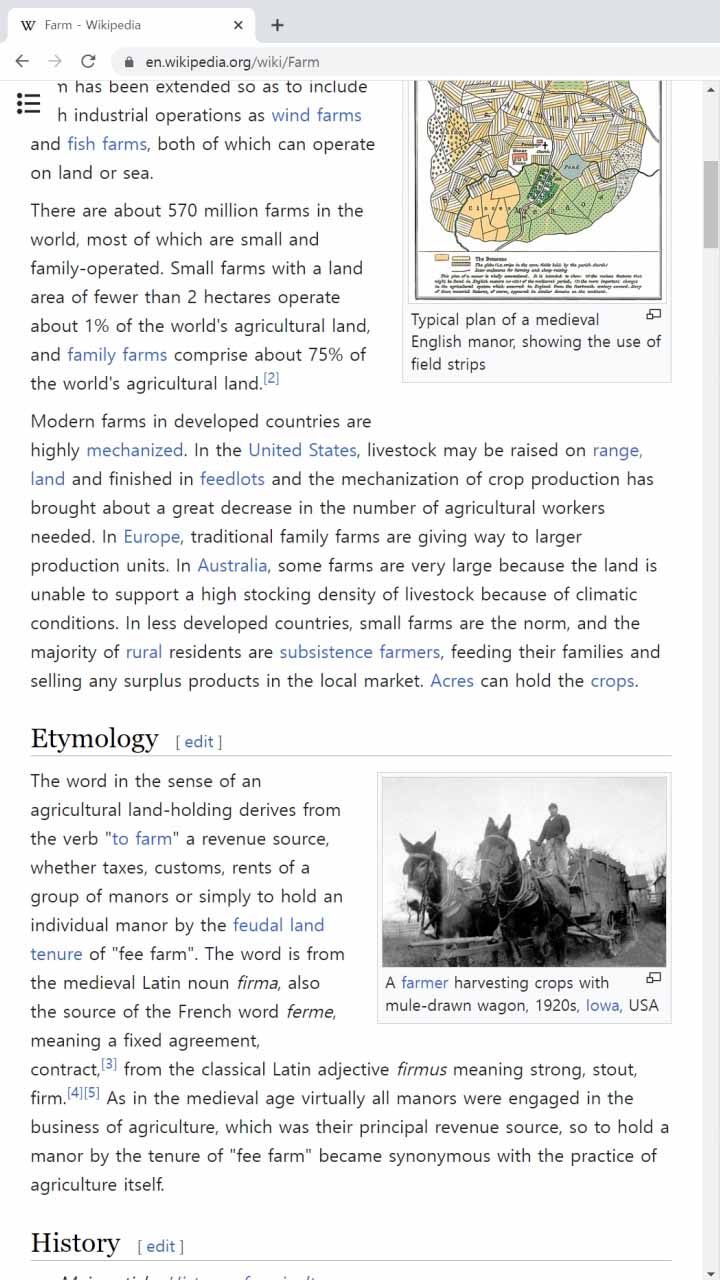 W Farm - Wikipedia
en.wikipedia.org/wiki/Farm
has been extended so as to include
h industrial operations as wind farms
and fish farms, both of which can operate
on land or sea.
There are about 570 million farms in the
world, most of which are small and
family-operated. Small farms with a land
area of fewer than 2 hectares operate
about 1% of the world's agricultural land,
and family farms comprise about 75% of
the world's agricultural land.[2]
Typical plan of a medieval
English manor, showing the use of
field strips
Modern farms in developed countries are
highly mechanized. In the United States, livestock may be raised on range,
land and finished in feedlots and the mechanization of crop production has
brought about a great decrease in the number of agricultural workers
needed. In Europe, traditional family farms are giving way to larger
production units. In Australia, some farms are very large because the land is
unable to support a high stocking density of livestock because of climatic
conditions. In less developed countries, small farms are the norm, and the
majority of rural residents are subsistence farmers, feeding their families and
selling any surplus products in the local market. Acres can hold the crops.
Etymology [ edit ]
The word in the sense of an
agricultural land-holding derives from
the verb "to farm" a revenue source,
whether taxes, customs, rents of a
group of manors or simply to hold an
individual manor by the feudal land
tenure of "fee farm". The word is from
the medieval Latin noun firma, also
the source of the French word ferme,
meaning a fixed agreement,
contract,[3] from the classical Latin adjective firmus meaning strong, stout,
firm.[4][5] As in the medieval age virtually all manors were engaged in the
business of agriculture, which was their principal revenue source, so to hold a
manor by the tenure of "fee farm" became synonymous with the practice of
agriculture itself.
A farmer harvesting crops with
mule-drawn wagon, 1920s, Iowa, USA
History [ edit ]